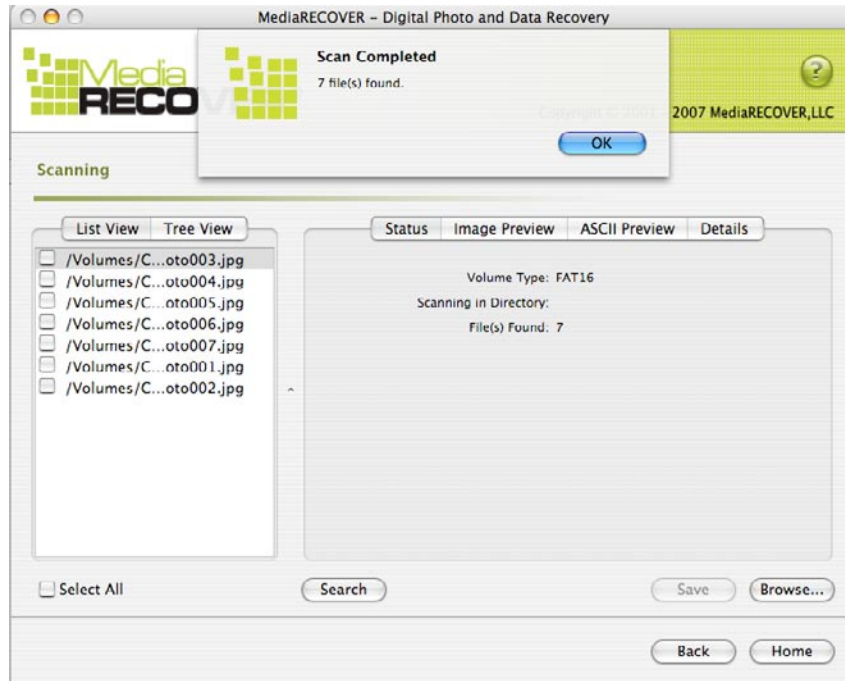 MediaRECOVER – Digital Photo and Data Recovery
Media
RECOVER
Scan Completed
7 file(s) found.
OK
?
Copyright © 2001 - 2007 MediaRECOVER,LLC
Scanning
List View
Tree View
/Volumes/C...oto003.jpg
/Volumes/C...oto004.jpg
/Volumes/C...oto005.jpg
/Volumes/C...oto006.jpg
/Volumes/C...oto007.jpg
/Volumes/C...oto001.jpg
/Volumes/C...oto002.jpg
Status
Image Preview
ASCII Preview
Details
Volume Type: FAT16
Scanning in Directory:
File(s) Found: 7
Select All
Search
Save
Browse...
Back
Home